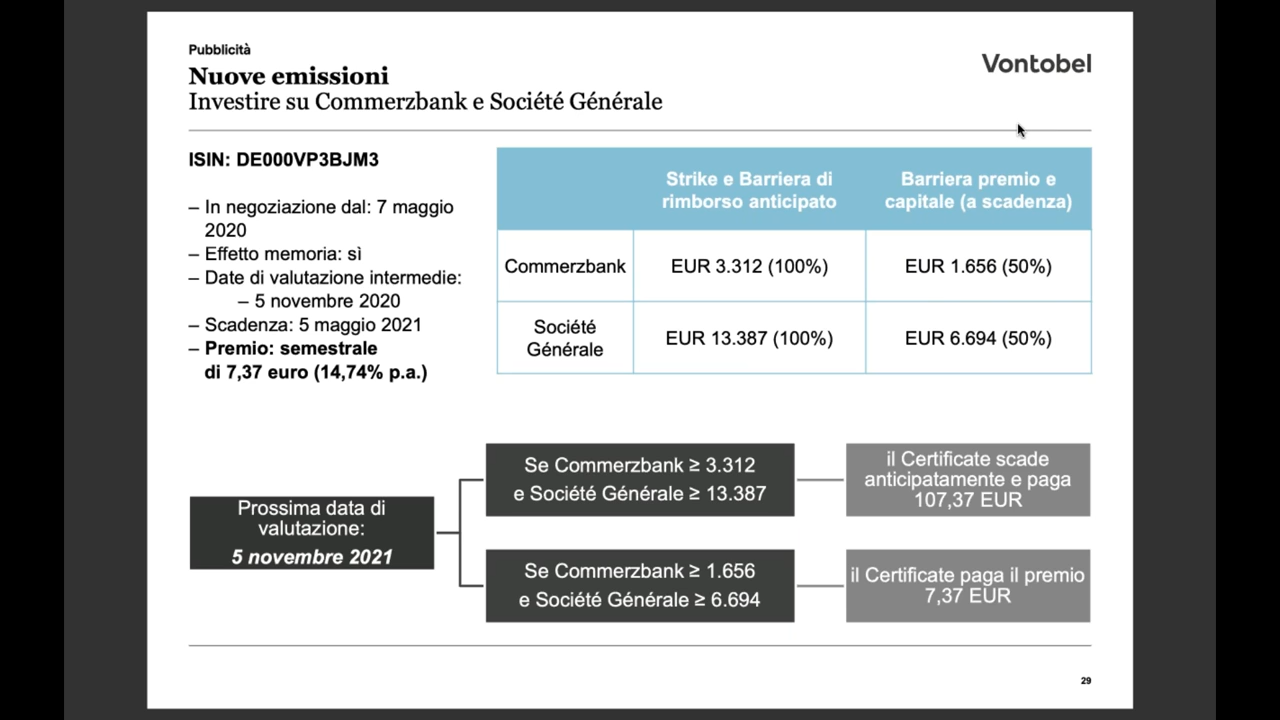 Pubblicità
Nuove emissioni
Investire su Commerzbank e Société Générale
Vontobel
ISIN: DE000VP3BJM3
– In negoziazione dal: 7 maggio
2020
– Effetto memoria: sì
– Date di valutazione intermedie:
– 5 novembre 2020
– Scadenza: 5 maggio 2021
– Premio: semestrale
di 7,37 euro (14,74% p.a.)
Strike e Barriera di
rimborso anticipato
Barriera premio e
capitale (a scadenza)
Commerzbank
EUR 3.312 (100%)
EUR 1.656 (50%)
Société
Générale
EUR 13.387 (100%)
EUR 6.694 (50%)
Prossima data di
valutazione:
5 novembre 2021
Se Commerzbank ≥ 3.312
e Société Générale ≥ 13.387
il Certificate scade
anticipatamente e paga
107,37 EUR
Se Commerzbank ≥ 1.656
e Société Générale ≥ 6.694
il Certificate paga il premio
7,37 EUR
29